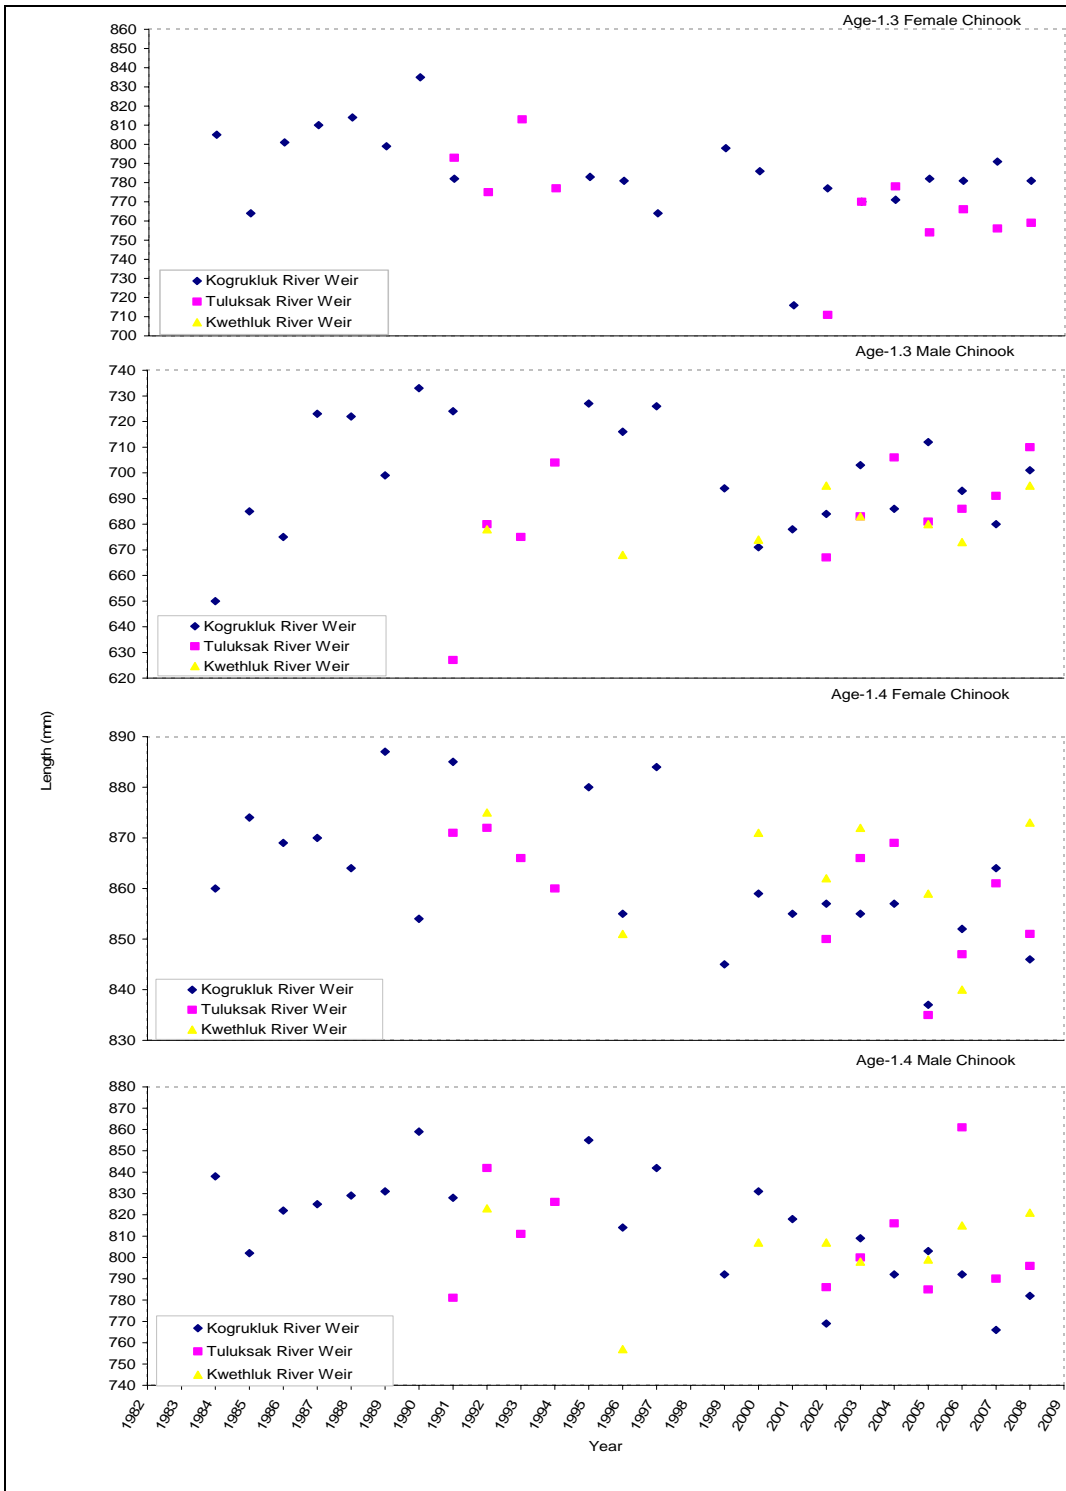 Age-1.3 Female Chinook
860
850
840
830
820
810
800
790
780
770
760
750
740
730
720
710
700
Kogrukluk River Weir
Tuluksak River Weir
Kwethluk River Weir
Age-1.3 Male Chinook
740
730
720
710
700
690
680
670
660
650
640
630
620
Kogrukluk River Weir
Tuluksak River Weir
Kwethluk River Weir
Age-1.4 Female Chinook
Length (mm)
890
880
870
860
850
840
830
Kogrukluk River Weir
Tuluksak River Weir
Kwethluk River Weir
Age-1.4 Male Chinook
880
870
860
850
840
830
820
810
800
790
780
770
760
750
740
Kogrukluk River Weir
Tuluksak River Weir
Kwethluk River Weir
1982 1983 1984 1985 1986 1987 1988 1989 1990 1991 1992 1993 1994 1995 1996 1997 1998 1999 2000 2001 2002 2003 2004 2005 2006 2007 2008 2009
Year